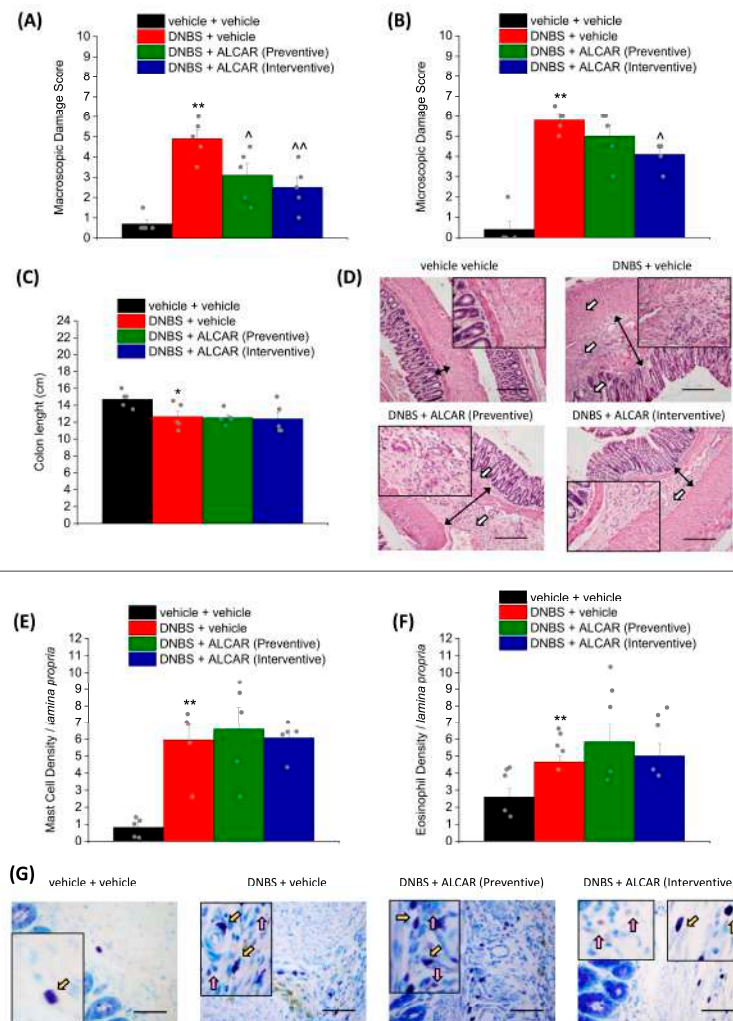 (A)
vehicle + vehicle
DNBS + vehicle
DNBS + ALCAR (Preventive)
DNBS + ALCAR (Interventive)
Macroscopic Damage Score
10
9
8
7
6
5
4
3
2
1
0
**
^
^^
(B)
vehicle + vehicle
DNBS + vehicle
DNBS + ALCAR (Preventive)
DNBS + ALCAR (Interventive)
Microscopic Damage Score
10
9
8
7
6
5
4
3
2
1
0
**
^
(C)
vehicle + vehicle
DNBS + vehicle
DNBS + ALCAR (Preventive)
DNBS + ALCAR (Interventive)
Colon lenght (cm)
24
22
20
18
16
14
12
10
8
6
4
2
0
*
(D)
vehicle vehicle
DNBS + vehicle
DNBS + ALCAR (Preventive)
DNBS + ALCAR (Interventive)
(E)
vehicle + vehicle
DNBS + vehicle
DNBS + ALCAR (Preventive)
DNBS + ALCAR (Interventive)
Mast Cell Density / lamina propria
12
11
10
9
8
7
6
5
4
3
2
1
0
**
(F)
vehicle + vehicle
DNBS + vehicle
DNBS + ALCAR (Preventive)
DNBS + ALCAR (Interventive)
Eosinophil Density / lamina propria
12
11
10
9
8
7
6
5
4
3
2
1
0
**
(G)
vehicle + vehicle
DNBS + vehicle
DNBS + ALCAR (Preventive)
DNBS + ALCAR (Interventive